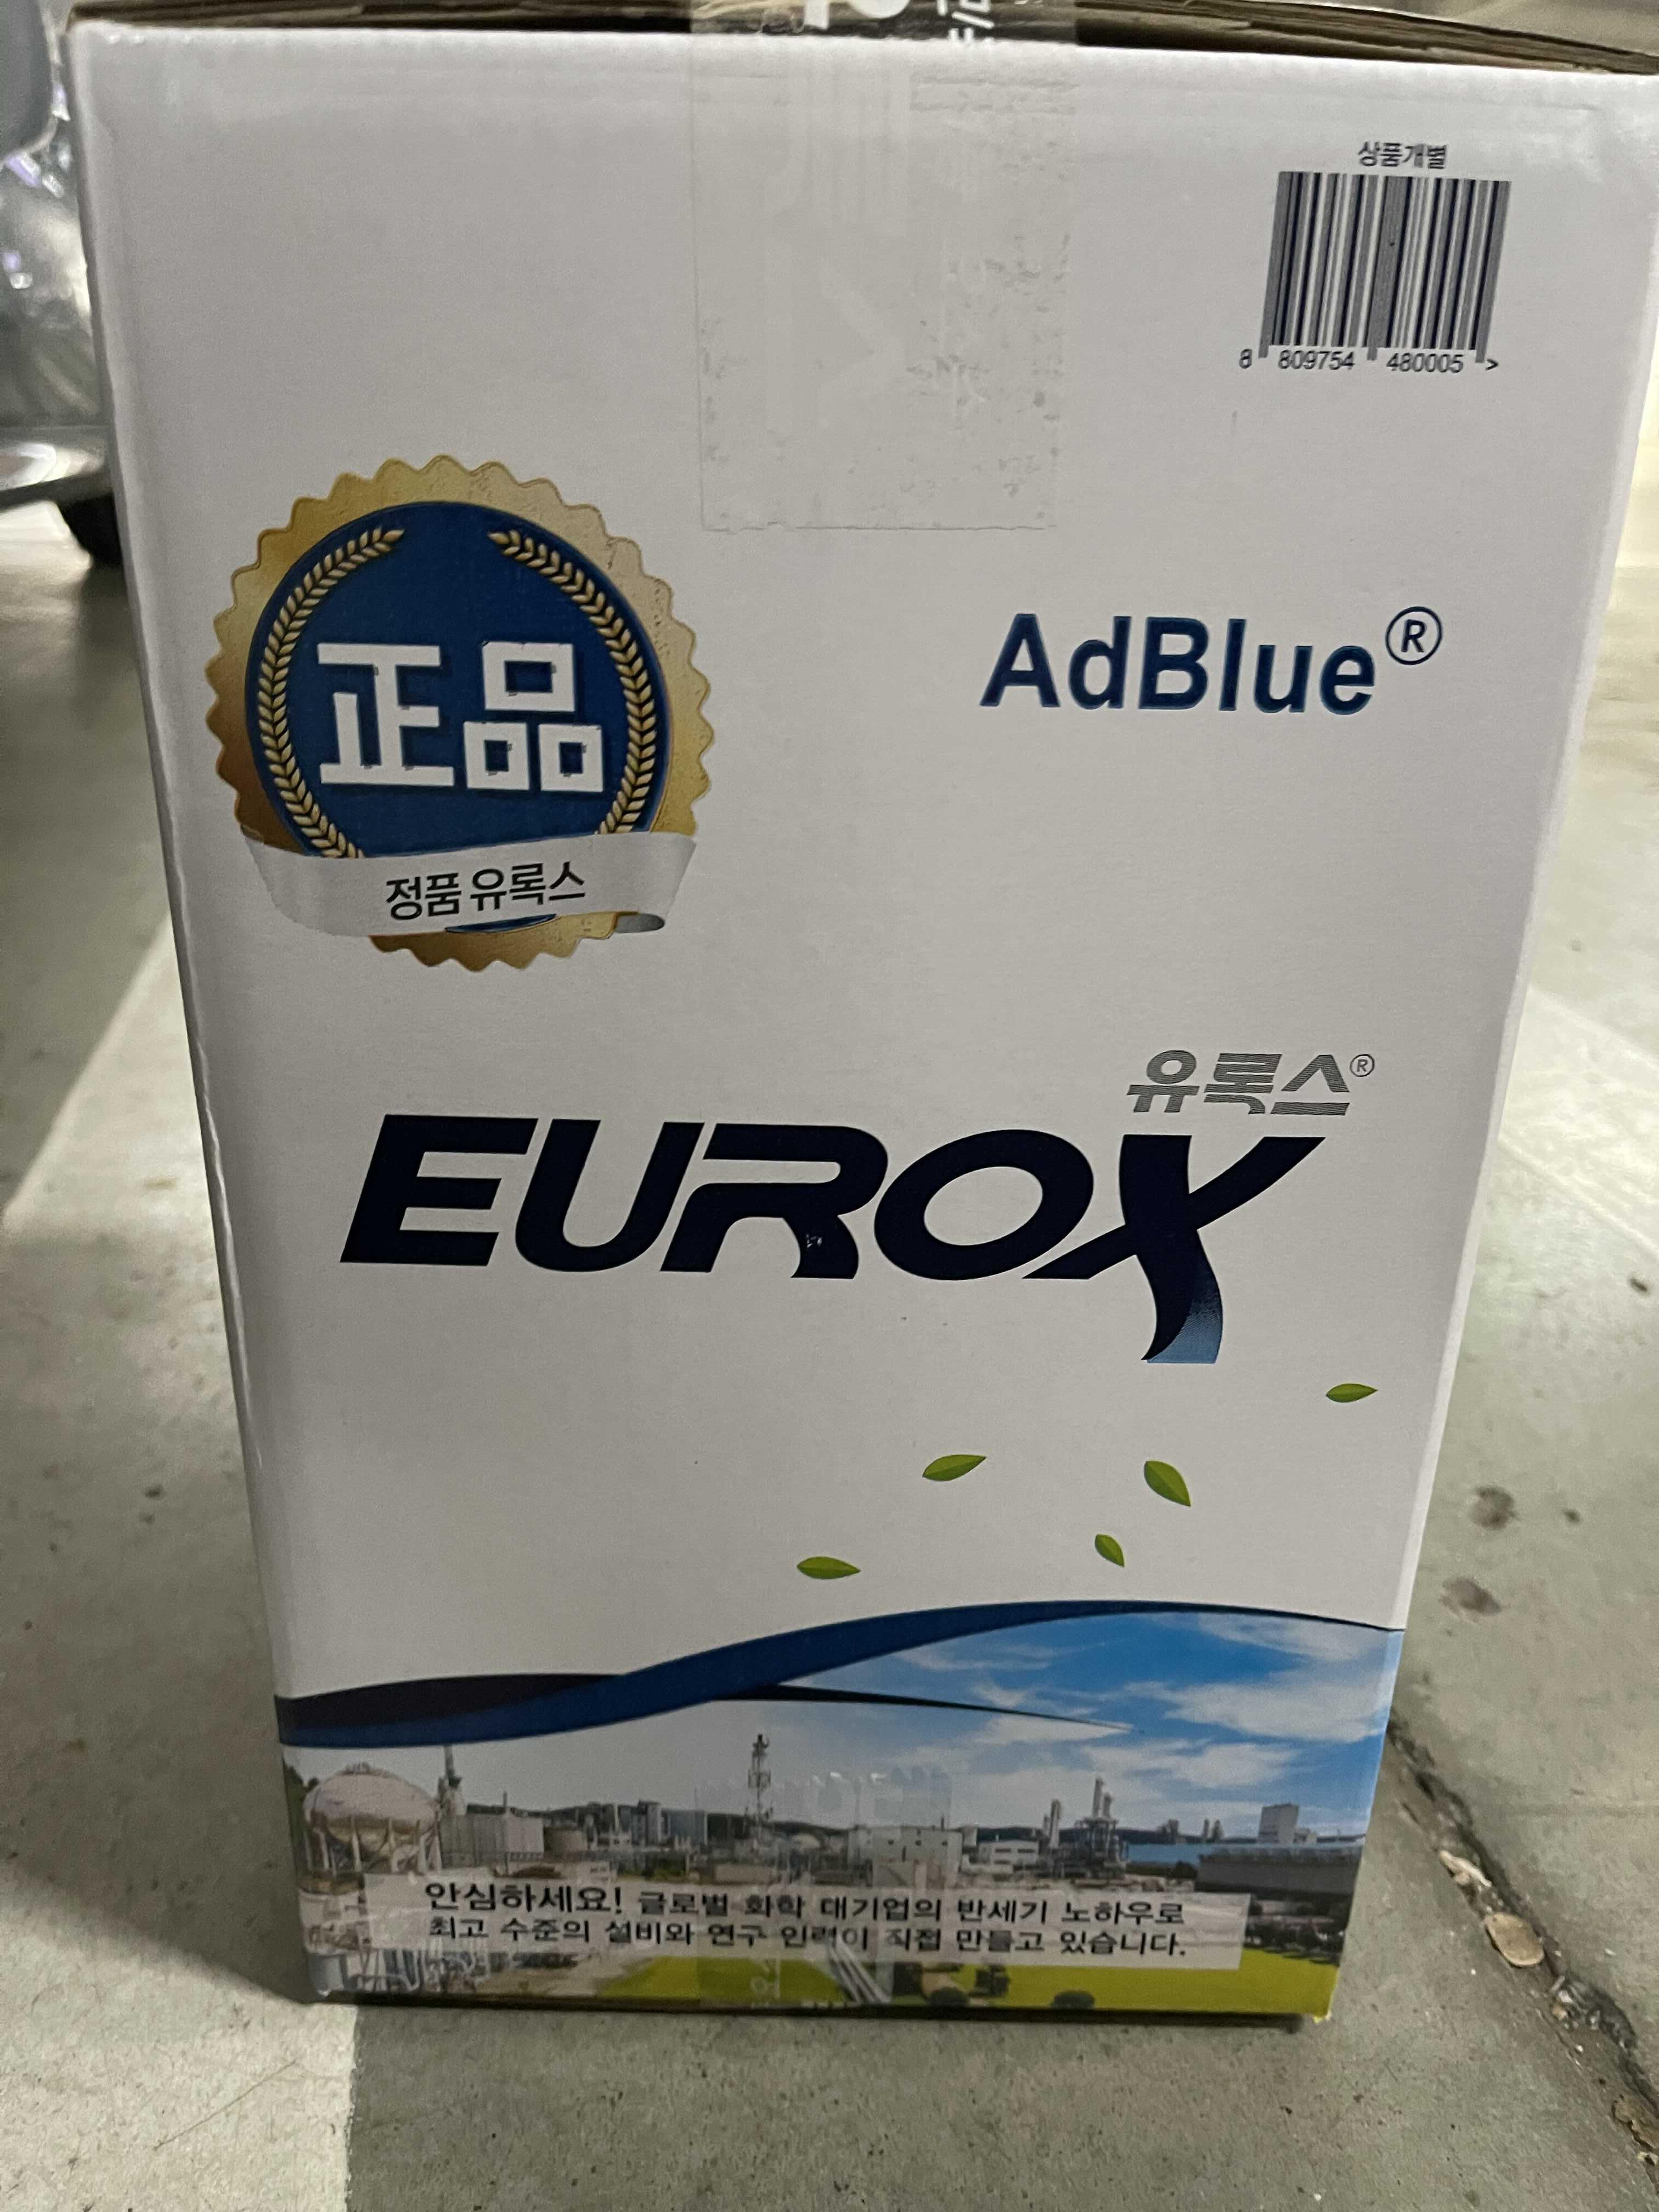 상품개별
8 809754 480005 >
正品
정품 유록스
AdBlue®
유록스®
EUROX
안심하세요! 글로벌 화학 대기업의 반세기 노하우로
최고 수준의 설비와 연구 인력이 직접 만들고 있습니다.